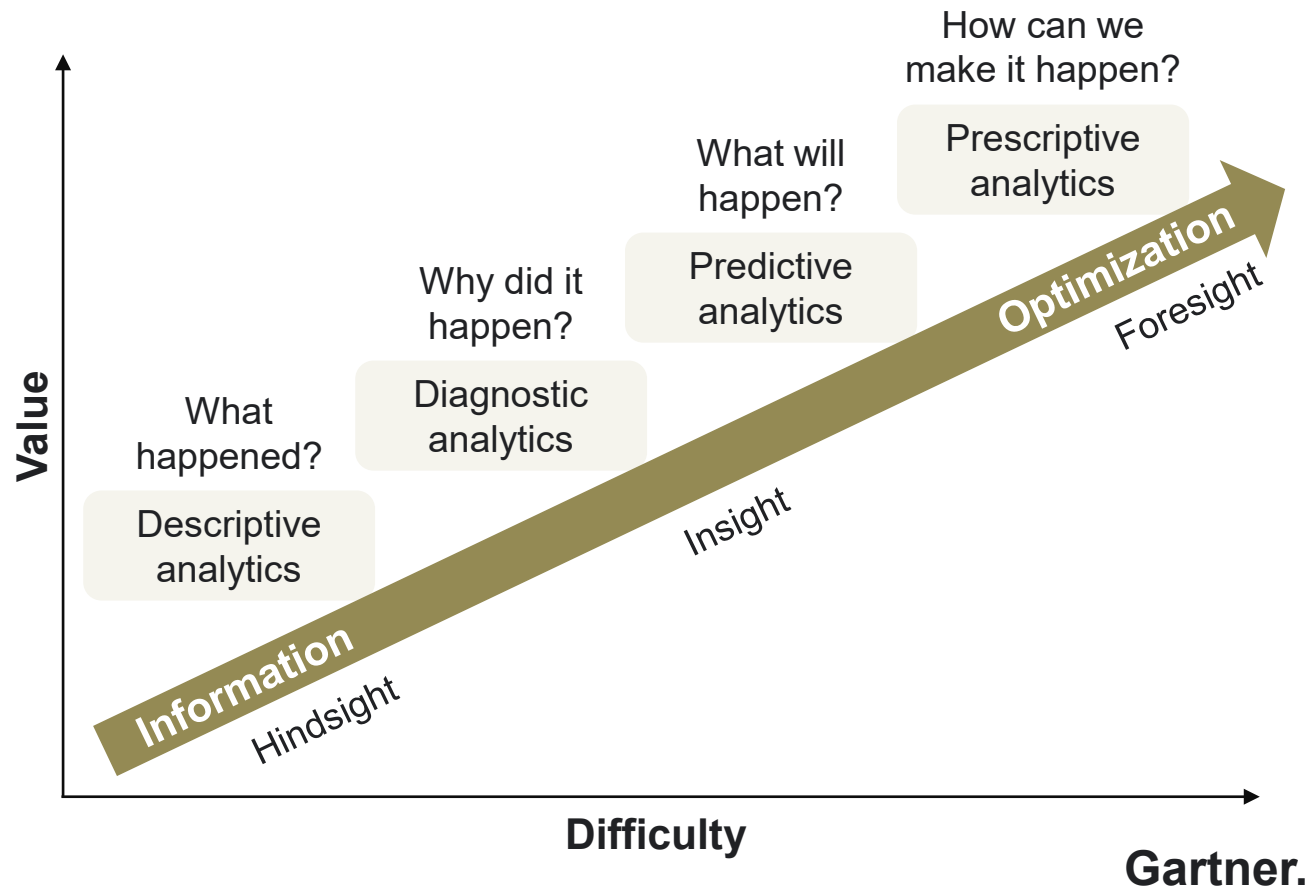 How can we
make it happen?
Prescriptive
analytics
What will
happen?
Predictive
analytics
Why did it
happen?
Diagnostic
analytics
What
happened?
Descriptive
analytics
Value
Information
Optimization
Hindsight
Insight
Foresight
Difficulty
Gartner.